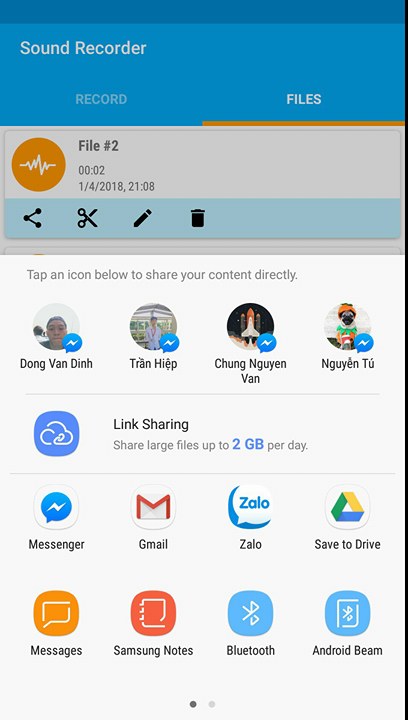 Sound Recorder
RECORD
FILES
File #2
00:02
1/4/2018, 21:08
Tap an icon below to share your content directly.
Dong Van Dinh
Trần Hiệp
Chung Nguyen
Van
Nguyễn Tú
Link Sharing
Share large files up to 2 GB per day.
Zalo
Messenger
Gmail
Zalo
Save to Drive
Messages
Samsung Notes
Bluetooth
Android Beam